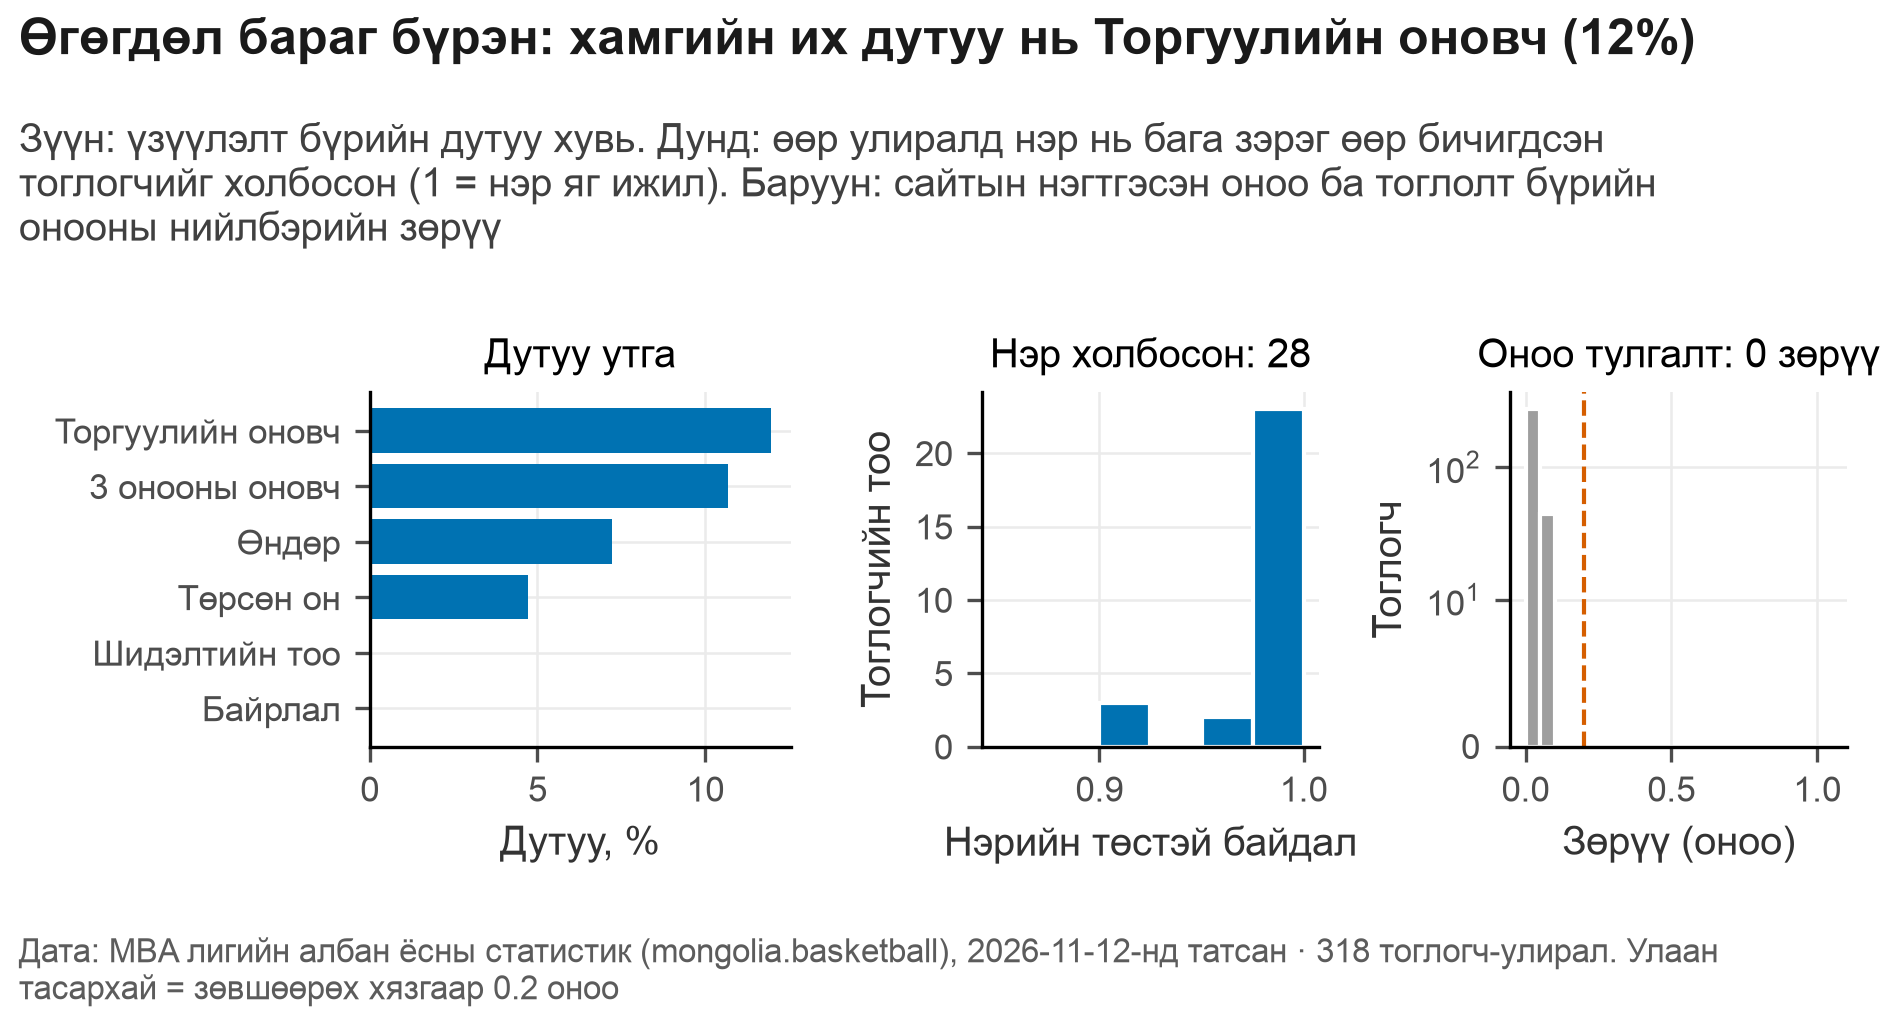 Өгөгдөл бараг бүрэн: хамгийн их дутуу нь Торгуулийн оновч (12%)
Зүүн: үзүүлэлт бүрийн дутуу хувь. Дунд: өөр улиралд нэр нь бага зэрэг өөр бичигдсэн
тоглогчийг холбосон (1 = нэр яг ижил). Баруун: сайтын нэгтгэсэн оноо ба тоглолт бүрийн
онооны нийлбэрийн зөрүү
Дутуу утга
Торгуулийн оновч
3 онооны оновч
Өндөр
Төрсөн он
Шидэлтийн тоо
Байрлал
0 5 10
Дутуу, %
Нэр холбосон: 28
Тоглогчийн тоо
20
15
10
5
0
0.9 1.0
Нэрийн төстэй байдал
Оноо тулгалт: 0 зөрүү
Тоглогч
10²
10¹
0
0.0 0.5 1.0
Зөрүү (оноо)
Дата: МВА лигийн албан ёсны статистик (mongolia.basketball), 2026-11-12-нд татсан · 318 тоглогч-улирал. Улаан
тасархай = зөвшөөрөх хязгаар 0.2 оноо